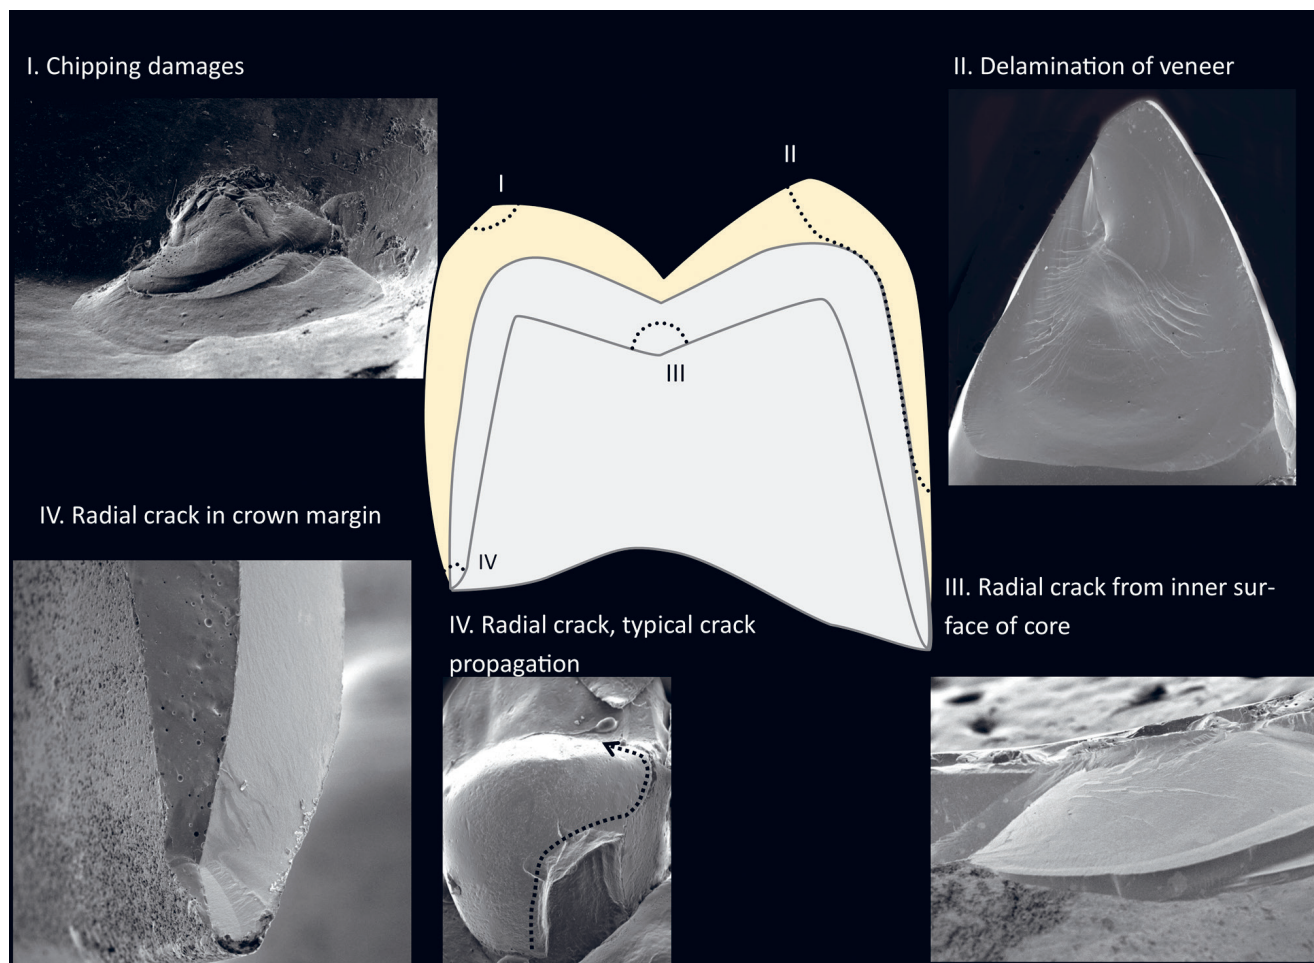 I. Chipping damages
II. Delamination of veneer
I
II
III
IV
IV. Radial crack in crown margin
IV. Radial crack, typical crack
propagation
III. Radial crack from inner sur-
face of core